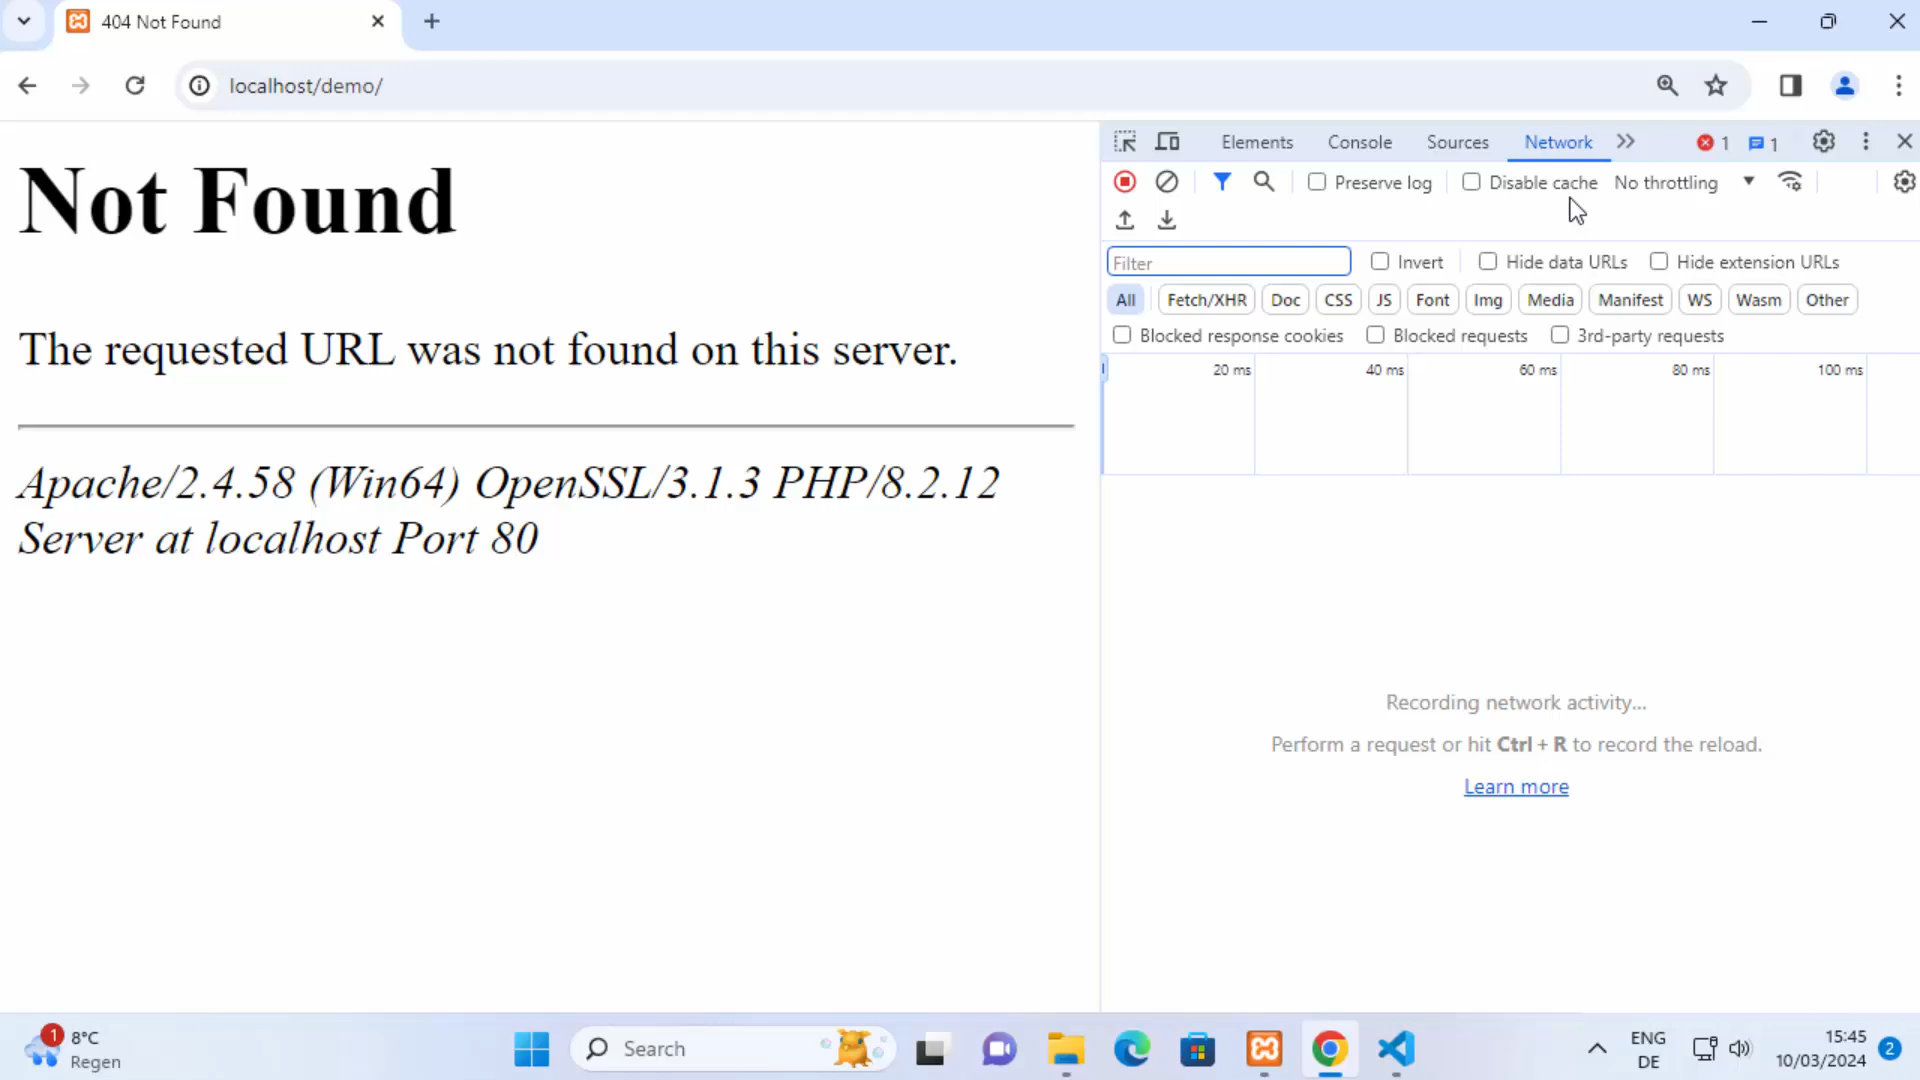 404 Not Found
localhost/demo/
Not Found
The requested URL was not found on this server.
Apache/2.4.58 (Win64) OpenSSL/3.1.3 PHP/8.2.12
Server at localhost Port 80
Elements Console Sources Network 1 1
Preserve log Disable cache No throttling
Filter Invert Hide data URLs Hide extension URLs
All Fetch/XHR Doc CSS JS Font Img Media Manifest WS Wasm Other
Blocked response cookies Blocked requests 3rd-party requests
20 ms 40 ms 60 ms 80 ms 100 ms
Recording network activity...
Perform a request or hit Ctrl + R to record the reload.
Learn more
1 8°C
Regen
Search
ENG
DE
15:45
10/03/2024
2